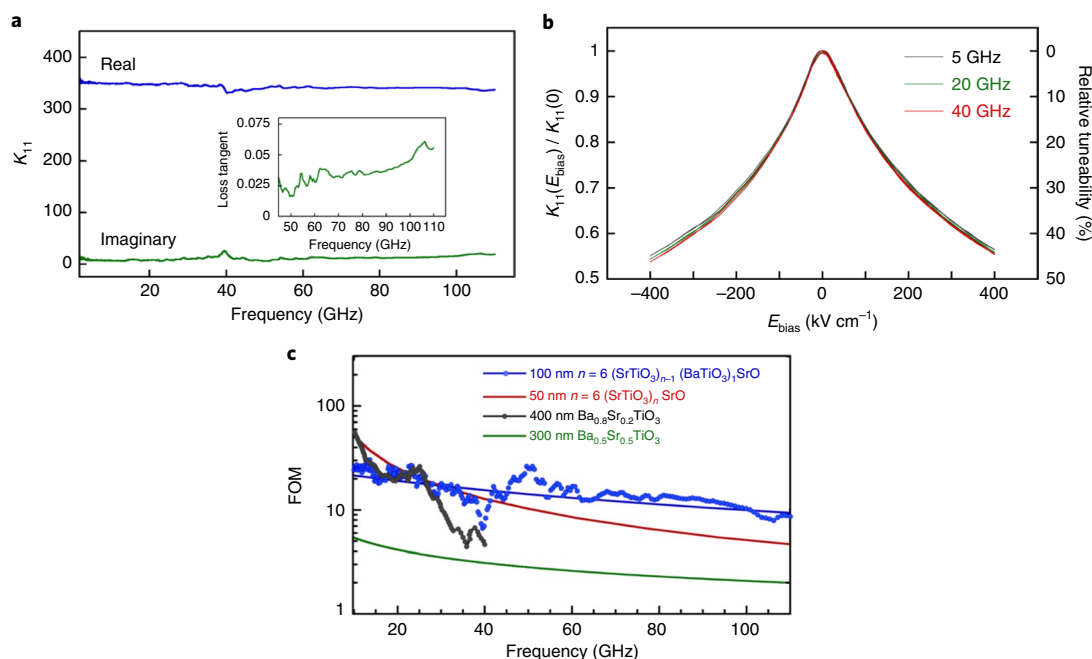 a
400
300
200
100
0
K₁₁
Real
Imaginary
0.075
0.05
0.025
0
Loss tangent
50 60 70 80 90 100 110
Frequency (GHz)
20 40 60 80 100
Frequency (GHz)
b
1
0.9
0.8
0.7
0.6
0.5
K₁₁(E_bias) / K₁₁(0)
5 GHz
20 GHz
40 GHz
0
10
20
30
40
50
Relative tuneability (%)
−400 −200 0 200 400
E_bias (kV cm⁻¹)
c
100
10
1
FOM
100 nm n = 6 (SrTiO₃)ₙ₋₁ (BaTiO₃)₁SrO
50 nm n = 6 (SrTiO₃)ₙ SrO
400 nm Ba₀.₈Sr₀.₂TiO₃
300 nm Ba₀.₅Sr₀.₅TiO₃
20 40 60 80 100
Frequency (GHz)